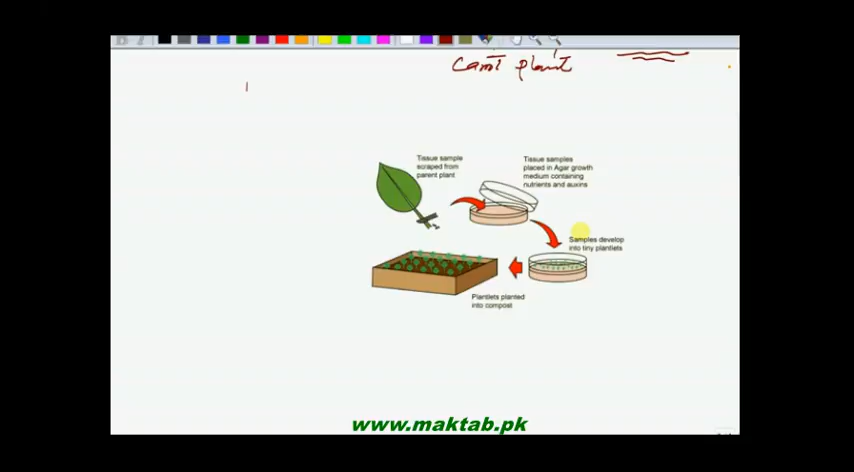 plant
Tissue sample
scraped from
parent plant
Tissue samples
placed in Agar growth
medium containing
nutrients and auxins
Samples develop
into tiny plantlets
Plantlets planted
into compost
www.maktab.pk